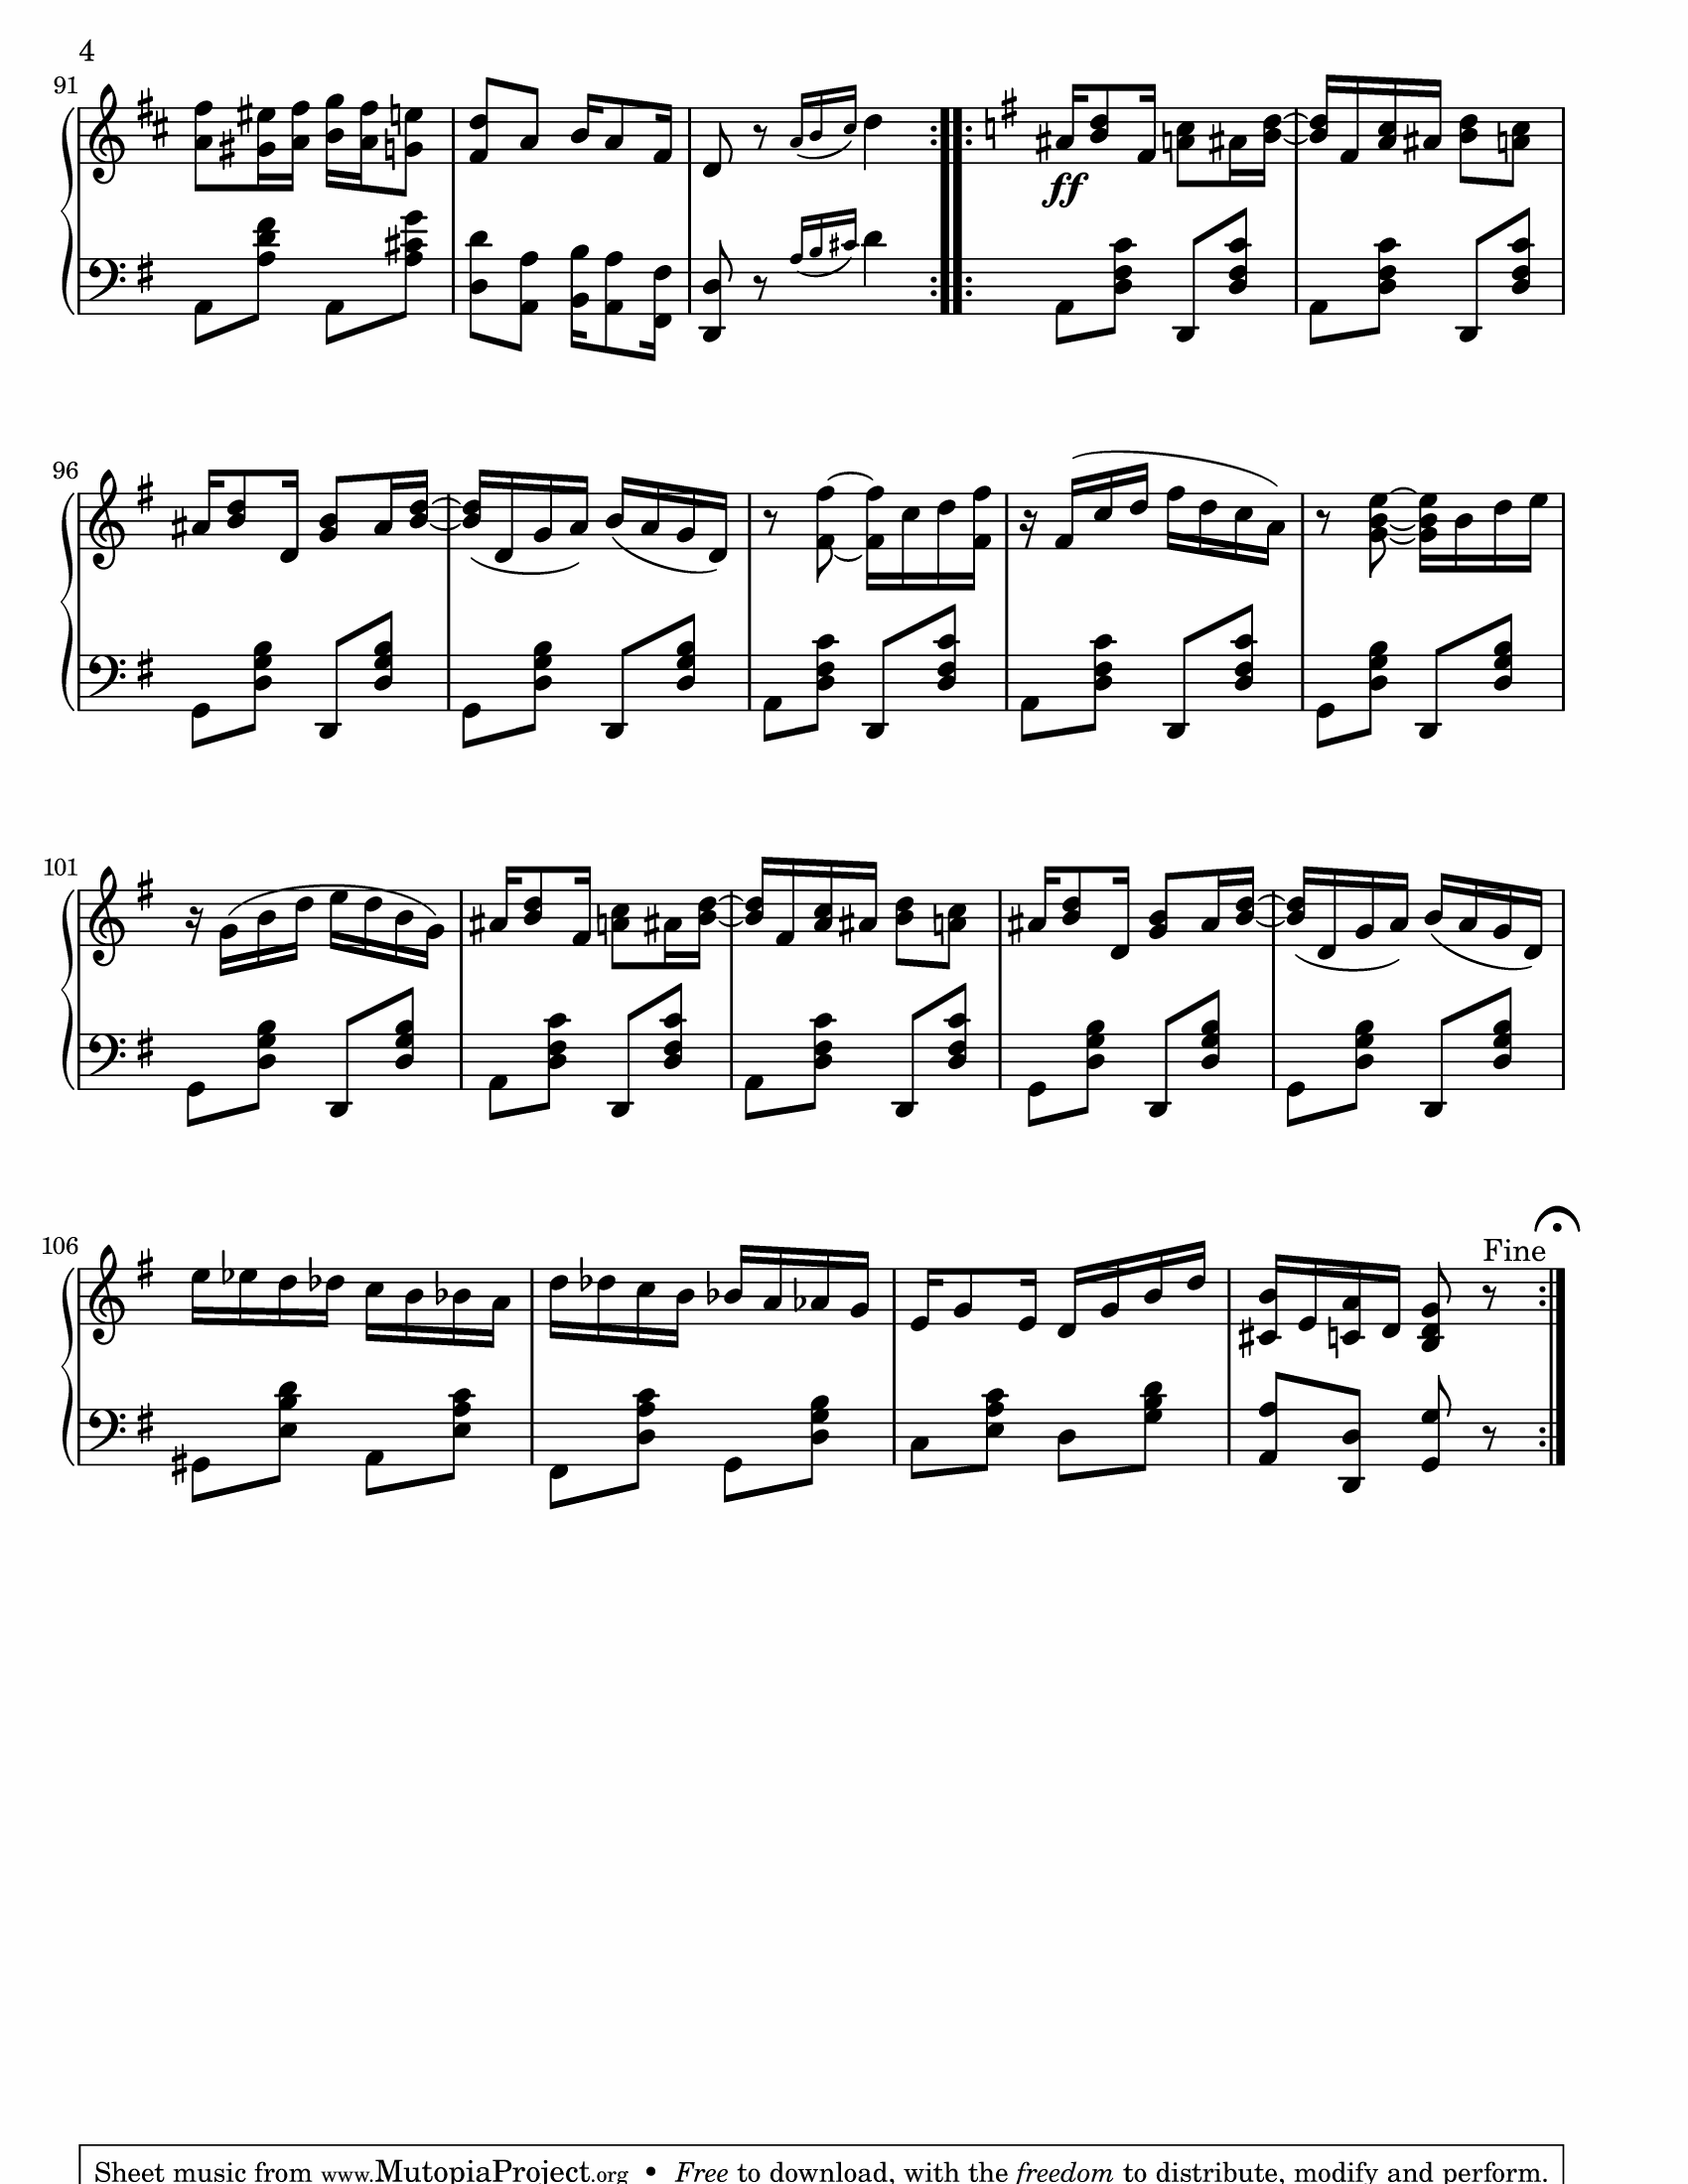 4
91
ff
96
101
106
Fine
Sheet music from www.MutopiaProject.org • Free to download, with the freedom to distribute, modify and perform.